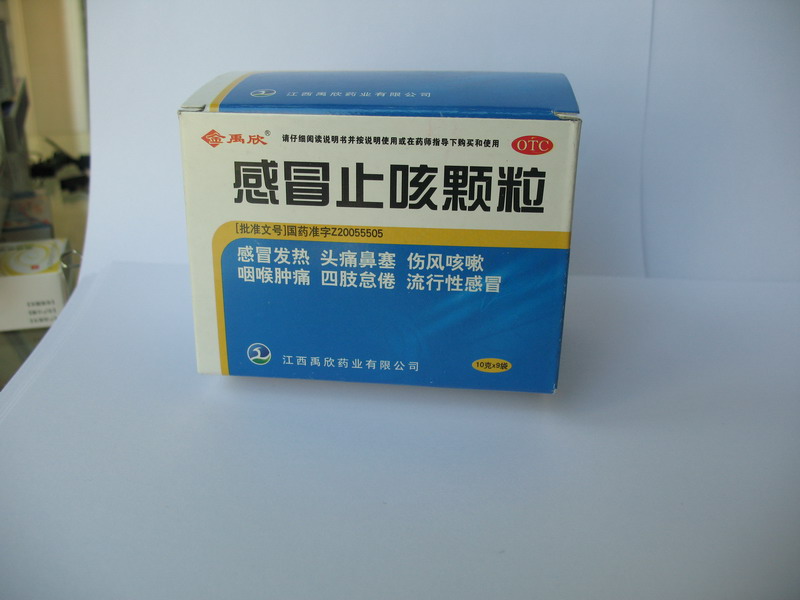 江西禹欣药业有限公司
金禹欣®
请仔细阅读说明书并按说明使用或在药师指导下购买和使用
OTC
感冒止咳颗粒
[批准文号]国药准字Z20055505
感冒发热 头痛鼻塞 伤风咳嗽
咽喉肿痛 四肢怠倦 流行性感冒
江西禹欣药业有限公司
10克x9袋